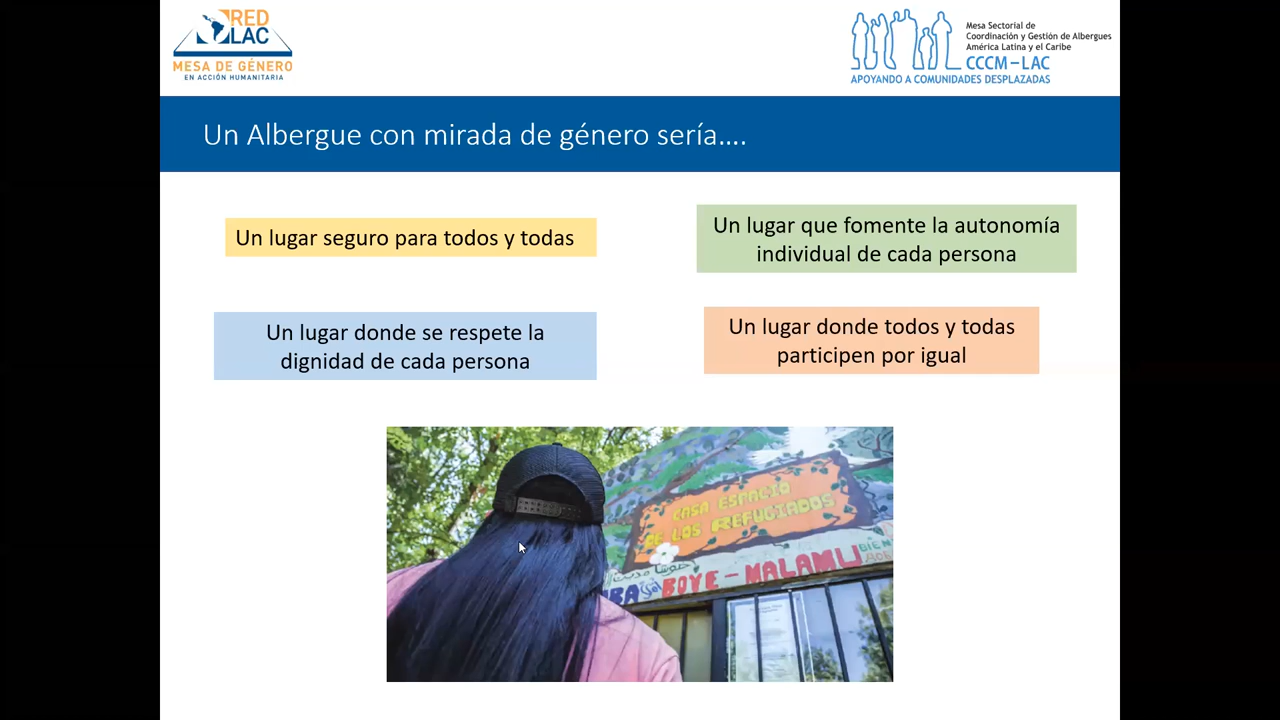 RED
LAC
MESA DE GÉNERO
EN ACCIÓN HUMANITARIA
Mesa Sectorial de
Coordinación y Gestión de Albergues
América Latina y el Caribe
CCCM–LAC
APOYANDO A COMUNIDADES DESPLAZADAS
Un Albergue con mirada de género sería....
Un lugar seguro para todos y todas
Un lugar que fomente la autonomía
individual de cada persona
Un lugar donde se respete la
dignidad de cada persona
Un lugar donde todos y todas
participen por igual
CASA ESPACIO
DE LOS REFUGIADOS
BOYE – MALAMU
BIEN